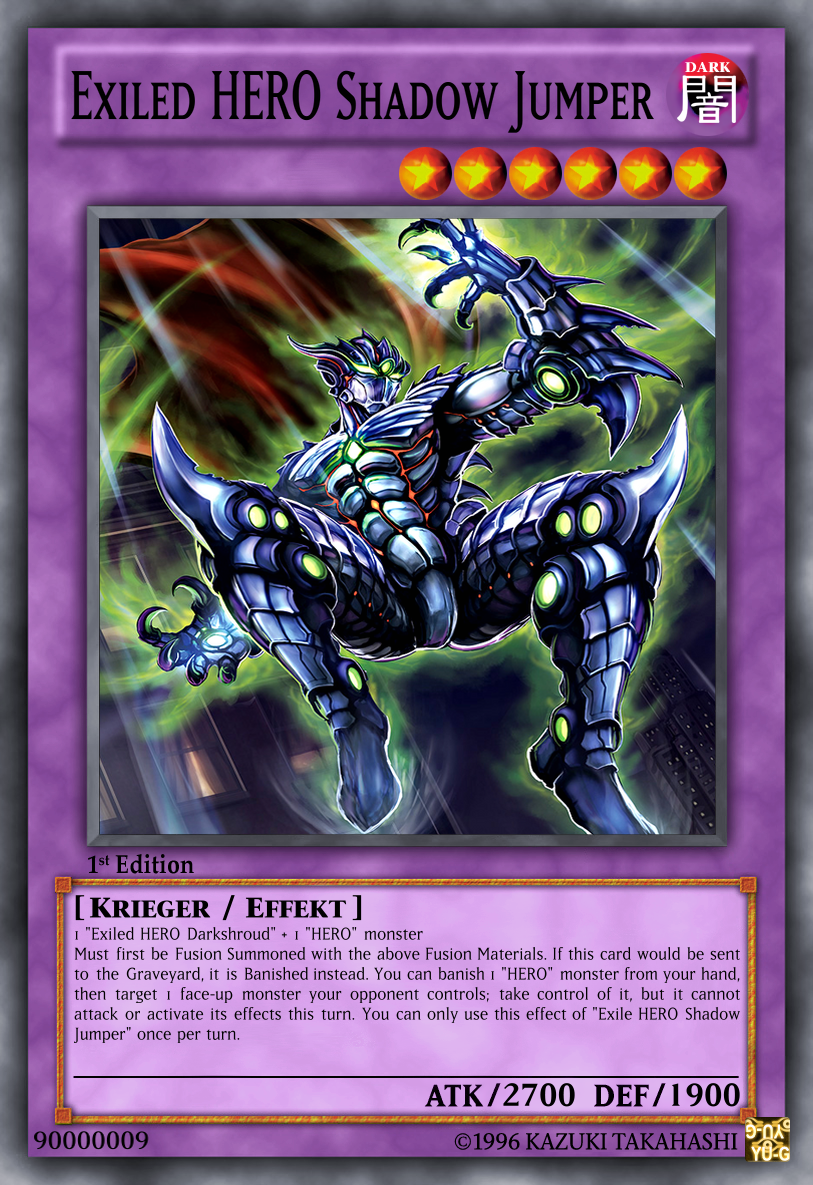 Exiled HERO Shadow Jumper
DARK
闇
1st Edition
[ Krieger / Effekt ]
1 "Exiled HERO Darkshroud" + 1 "HERO" monster
Must first be Fusion Summoned with the above Fusion Materials. If this card would be sent
to the Graveyard, it is Banished instead. You can banish 1 "HERO" monster from your hand,
then target 1 face-up monster your opponent controls; take control of it, but it cannot
attack or activate its effects this turn. You can only use this effect of "Exile HERO Shadow
Jumper" once per turn.
ATK/2700 DEF/1900
90000009
©1996 KAZUKI TAKAHASHI